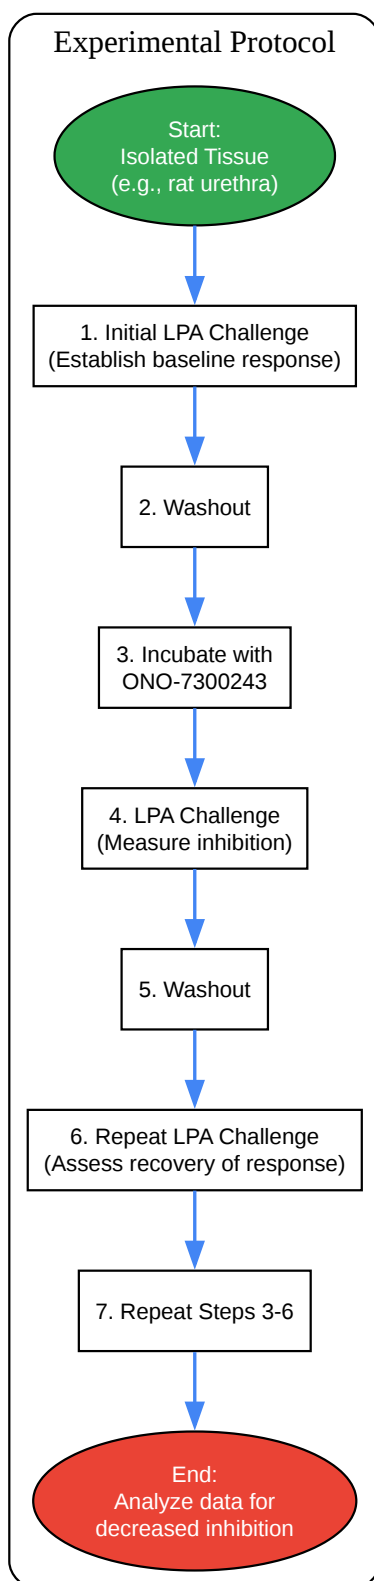 Experimental Protocol
Start:
Isolated Tissue
(e.g., rat urethra)
1. Initial LPA Challenge
(Establish baseline response)
2. Washout
3. Incubate with
ONO-7300243
4. LPA Challenge
(Measure inhibition)
5. Washout
6. Repeat LPA Challenge
(Assess recovery of response)
7. Repeat Steps 3-6
End:
Analyze data for
decreased inhibition